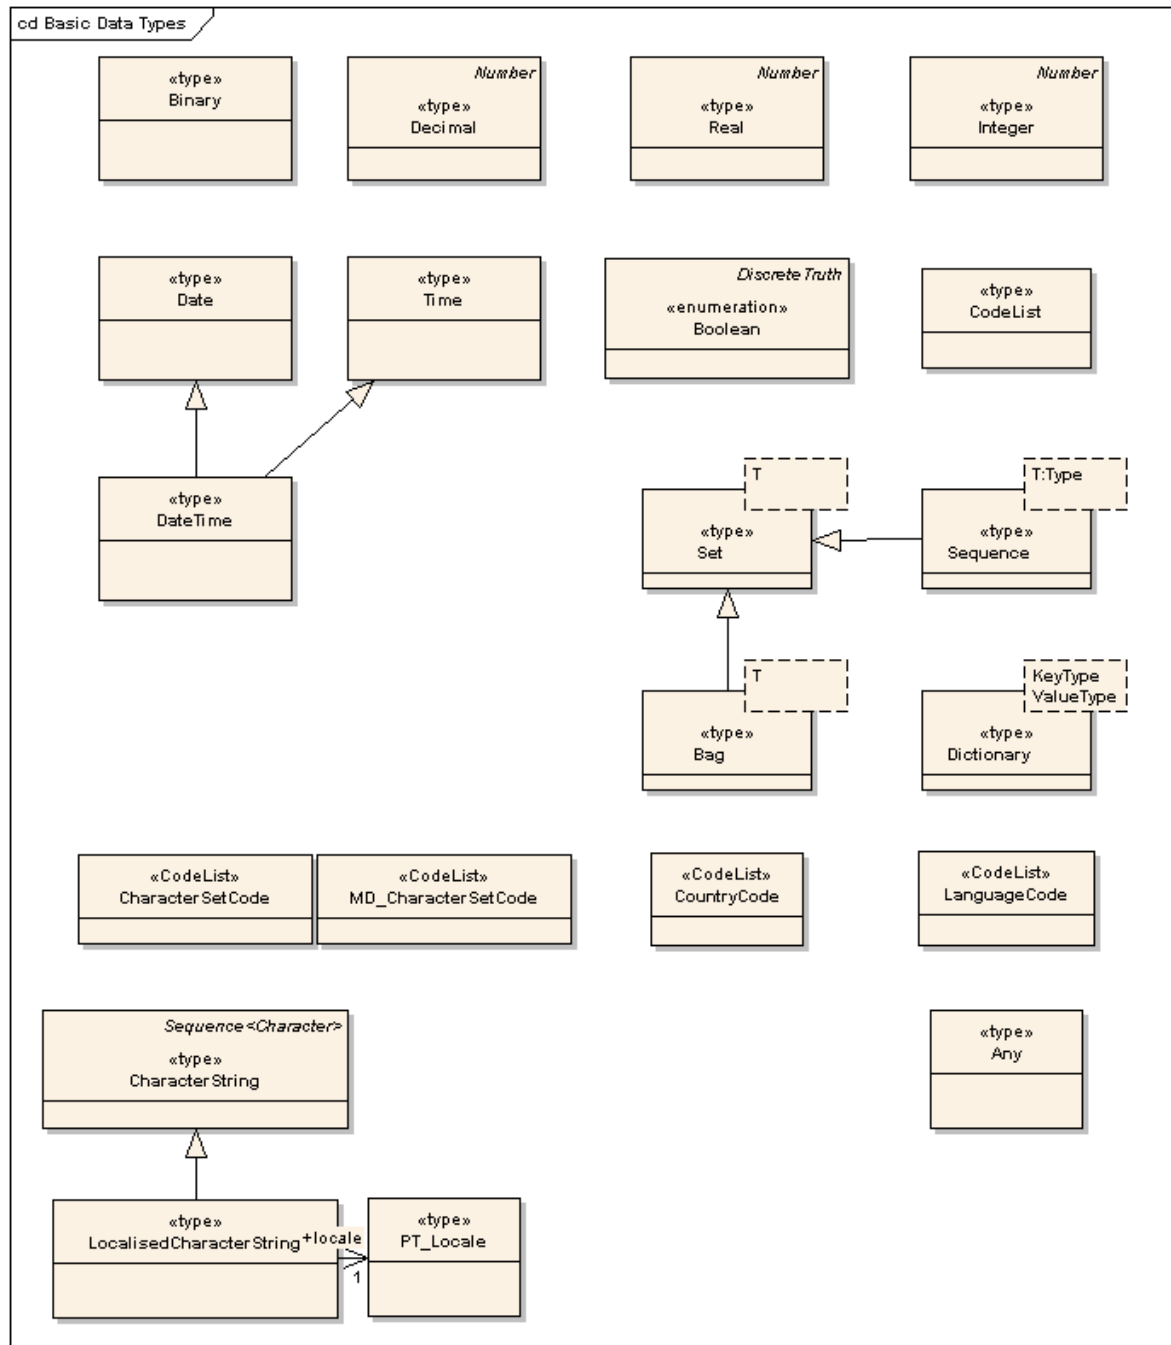 cd Basic Data Types
«type»
Binary
Number
«type»
Decimal
Number
«type»
Real
Number
«type»
Integer
«type»
Date
«type»
Time
DiscreteTruth
«enumeration»
Boolean
«type»
CodeList
«type»
DateTime
T
«type»
Set
T:Type
«type»
Sequence
T
«type»
Bag
KeyType
ValueType
«type»
Dictionary
«CodeList»
CharacterSetCode
«CodeList»
MD_CharacterSetCode
«CodeList»
CountryCode
«CodeList»
LanguageCode
Sequence<Character>
«type»
CharacterString
«type»
Any
«type»
LocalisedCharacterString
+locale
1
«type»
PT_Locale